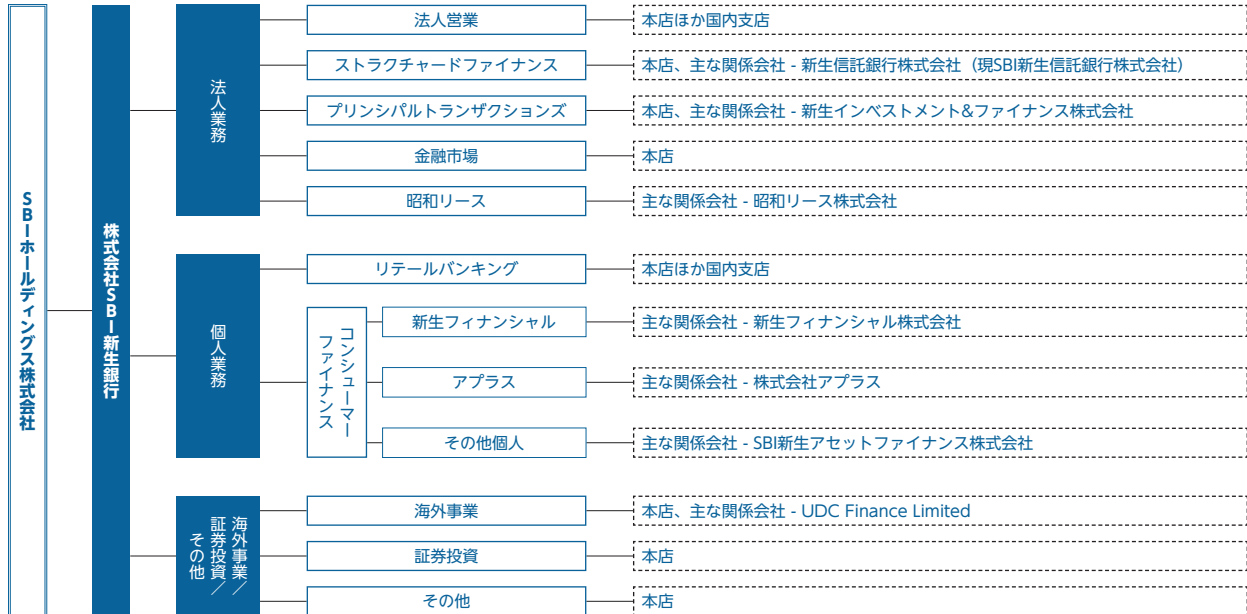 SBIホールディングス株式会社
株式会社SBI新生銀行
法人業務
法人営業
本店ほか国内支店
ストラクチャードファイナンス
本店、主な関係会社 - 新生信託銀行株式会社（現SBI新生信託銀行株式会社）
プリンシパルトランザクションズ
本店、主な関係会社 - 新生インベストメント&ファイナンス株式会社
金融市場
本店
昭和リース
主な関係会社 - 昭和リース株式会社
個人業務
リテールバンキング
本店ほか国内支店
コンシューマー
ファイナンス
新生フィナンシャル
主な関係会社 - 新生フィナンシャル株式会社
アプラス
主な関係会社 - 株式会社アプラス
その他個人
主な関係会社 - SBI新生アセットファイナンス株式会社
海外事業／
証券投資／
その他
海外事業
本店、主な関係会社 - UDC Finance Limited
証券投資
本店
その他
本店